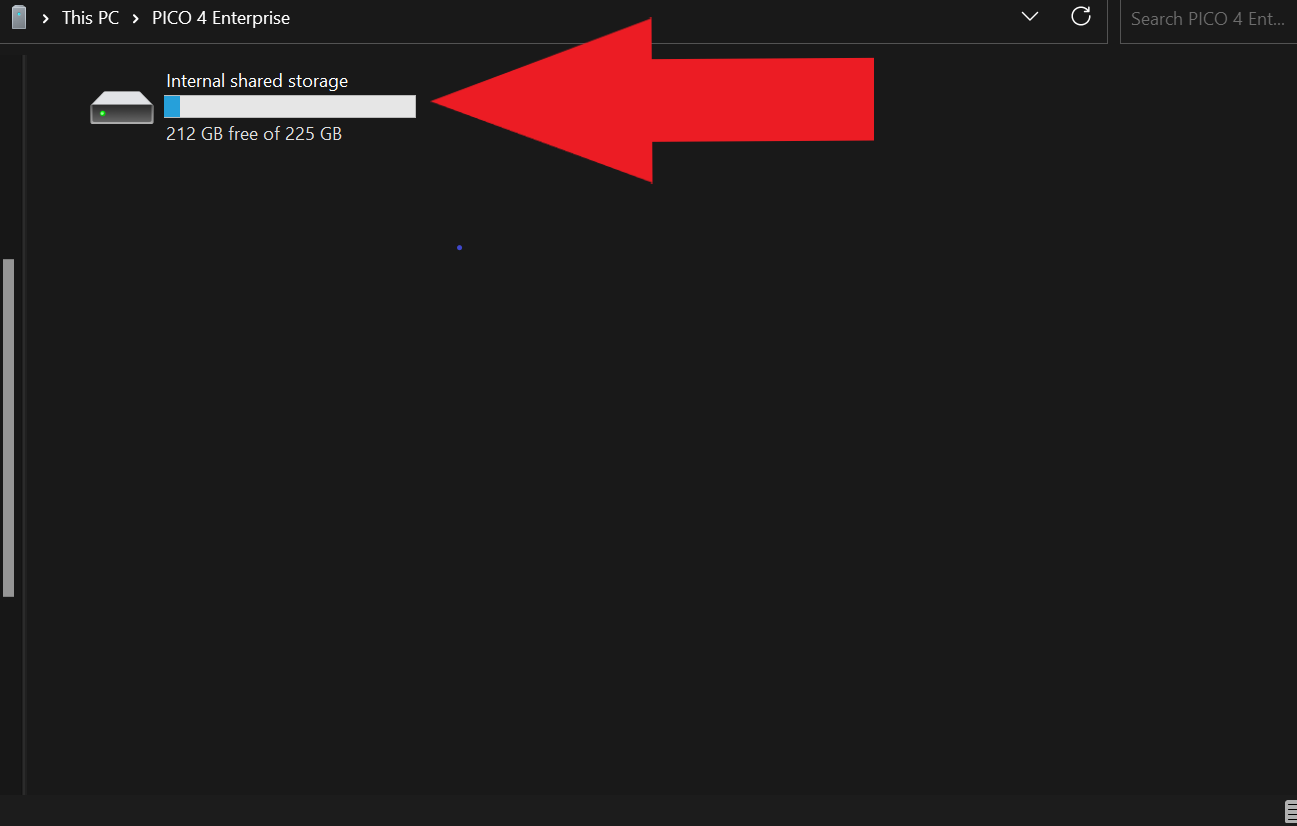 This PC > PICO 4 Enterprise
Search PICO 4 Ent...
Internal shared storage
212 GB free of 225 GB